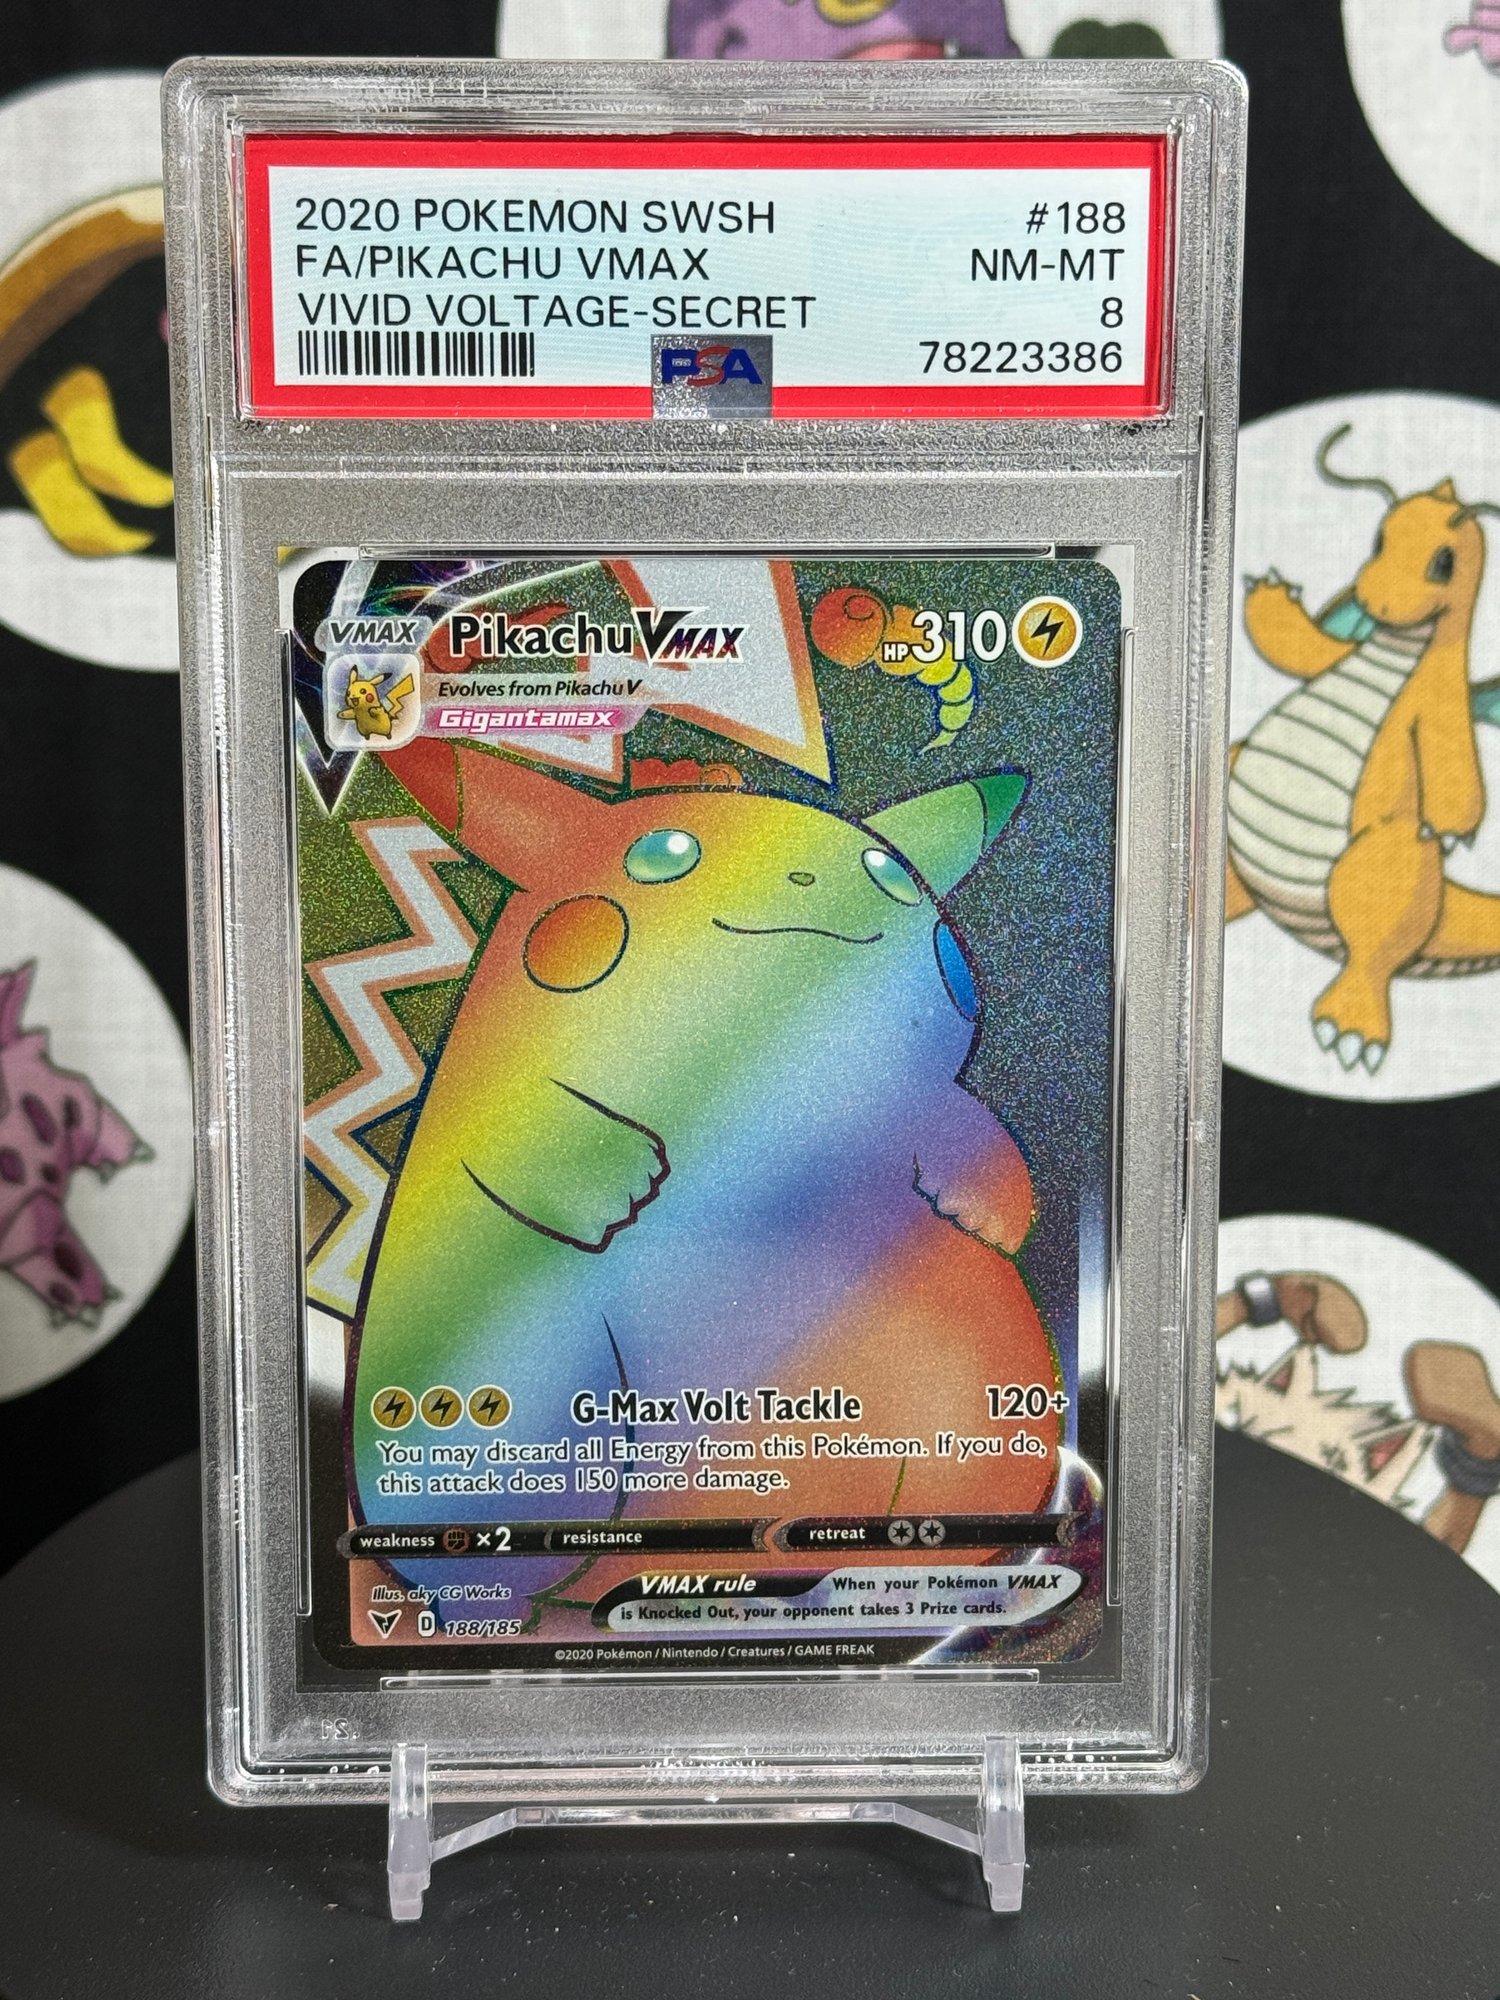 2020 POKEMON SWSH #188
FA/PIKACHU VMAX NM-MT
VIVID VOLTAGE-SECRET 8
PSA 78223386
VMAX Pikachu VMAX HP 310
Evolves from Pikachu V
Gigantamax
G-Max Volt Tackle 120+
You may discard all Energy from this Pokémon. If you do,
this attack does 150 more damage.
weakness ×2 resistance retreat
Illus. aky CG Works
VMAX rule When your Pokémon VMAX
is Knocked Out, your opponent takes 3 Prize cards.
D 188/185
©2020 Pokémon / Nintendo / Creatures / GAME FREAK